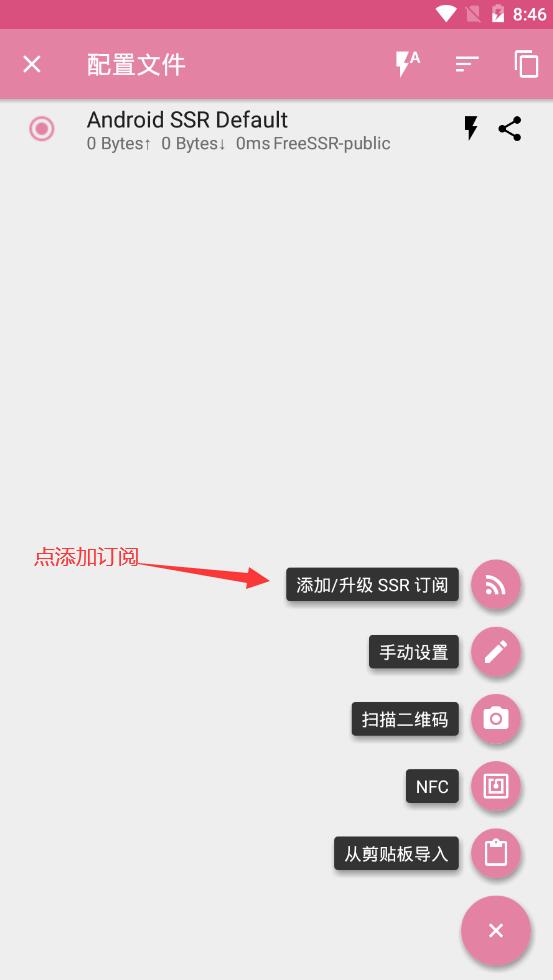 8:46
配置文件
A
Android SSR Default
0 Bytes↑ 0 Bytes↓ 0ms FreeSSR-public
点添加订阅
添加/升级 SSR 订阅
手动设置
扫描二维码
NFC
从剪贴板导入